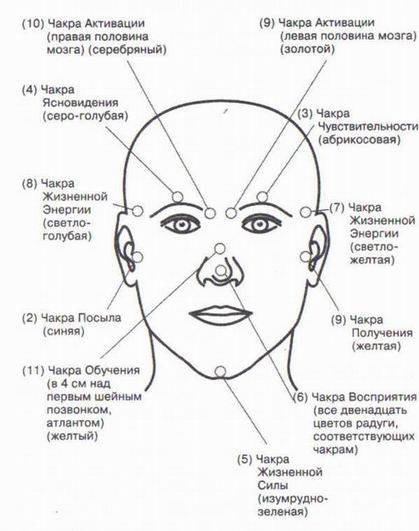 (10) Чакра Активации
(правая половина
мозга) (серебряный)
(9) Чакра Активации
(левая половина мозга)
(золотой)
(4) Чакра
Ясновидения
(серо-голубая)
(3) Чакра
Чувствительности
(абрикосовая)
(8) Чакра
Жизненной
Энергии
(светло-
голубая)
(7) Чакра
Жизненной
Энергии
(светло-
желтая)
(2) Чакра Посыла
(синяя)
(9) Чакра
Получения
(желтая)
(11) Чакра Обучения
(в 4 см над
первым шейным
позвонком,
атлантом)
(желтый)
(6) Чакра Восприятия
(все двенадцать
цветов радуги,
соответствующих
чакрам)
(5) Чакра
Жизненной
Силы
(изумрудно-
зеленая)